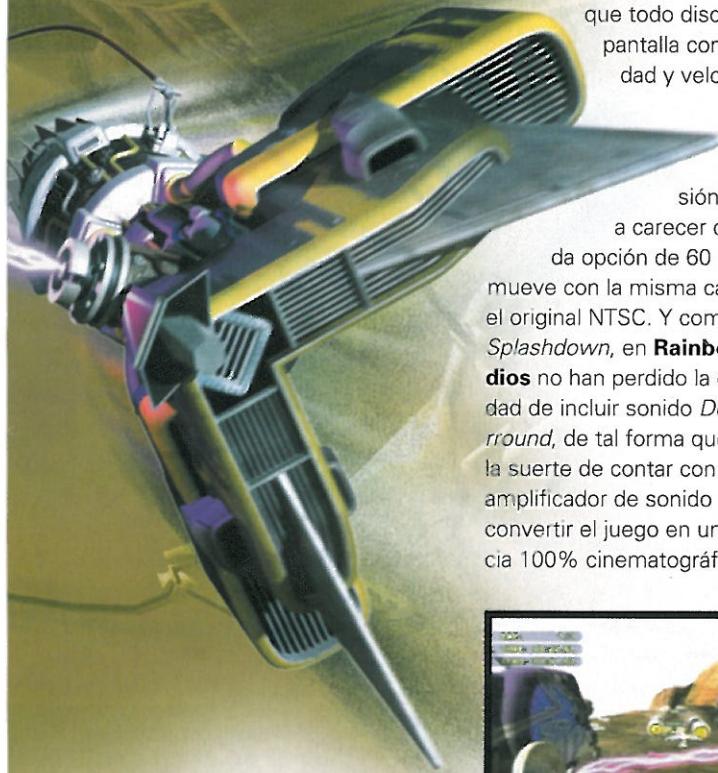 que todo disc
pantalla con
dad y velo
sión
a carecer
da opción de 60
mueve con la misma ca
el original NTSC. Y com
Splashdown, en Rainb
dios no han perdido la
dad de incluir sonido D
rround, de tal forma que
la suerte de contar con
amplificador de sonido
convertir el juego en un
cia 100% cinematográf